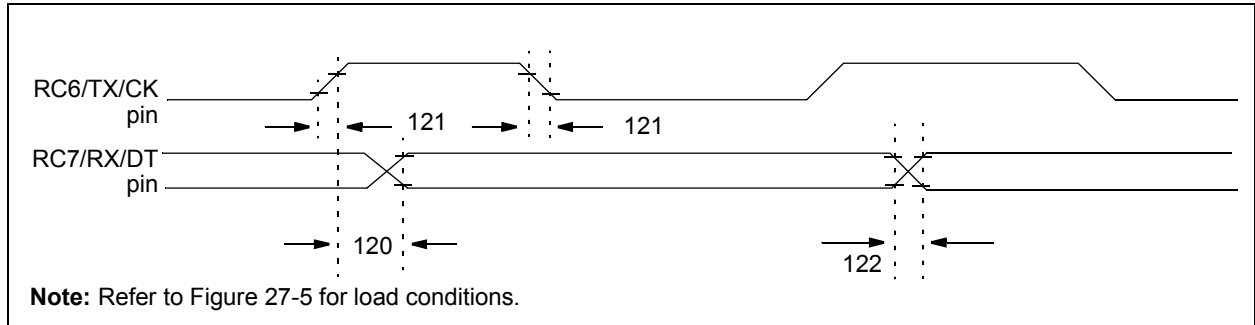 RC6/TX/CK
pin
121
121
RC7/RX/DT
pin
120
122
Note: Refer to Figure 27-5 for load conditions.